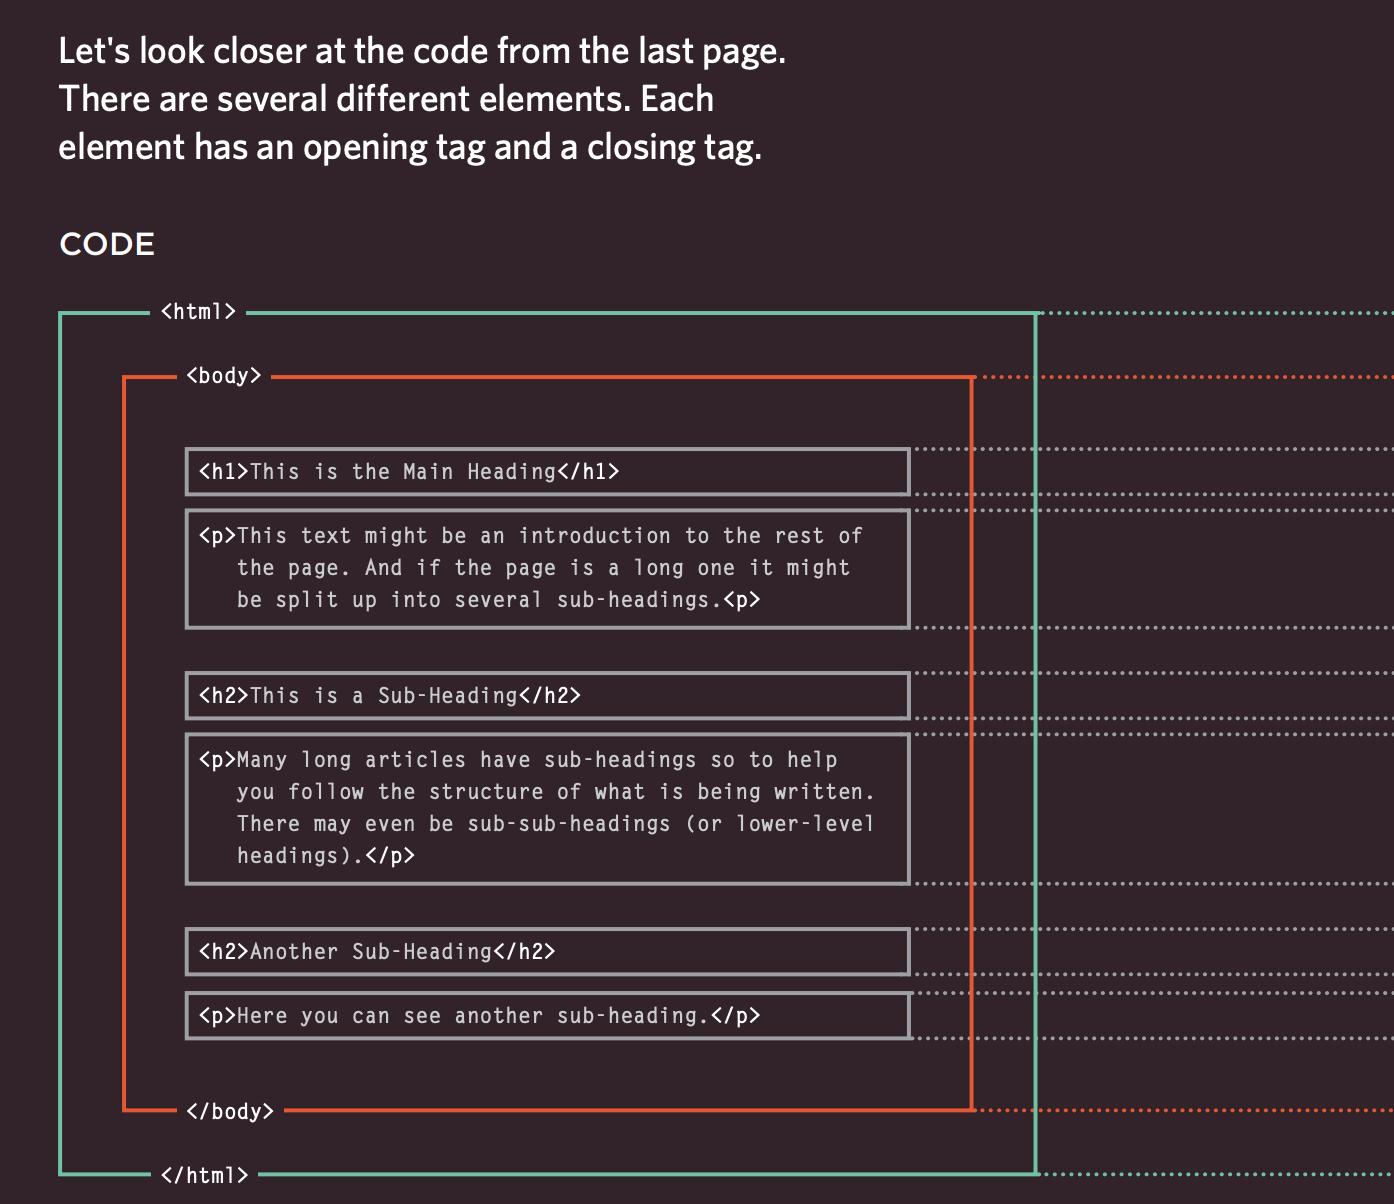 Let's look closer at the code from the last page.
There are several different elements. Each
element has an opening tag and a closing tag.
CODE
<html>
<body>
<h1>This is the Main Heading</h1>
<p>This text might be an introduction to the rest of
the page. And if the page is a long one it might
be split up into several sub-headings.<p>
<h2>This is a Sub-Heading</h2>
<p>Many long articles have sub-headings so to help
you follow the structure of what is being written.
There may even be sub-sub-headings (or lower-level
headings).</p>
<h2>Another Sub-Heading</h2>
<p>Here you can see another sub-heading.</p>
</body>
</html>